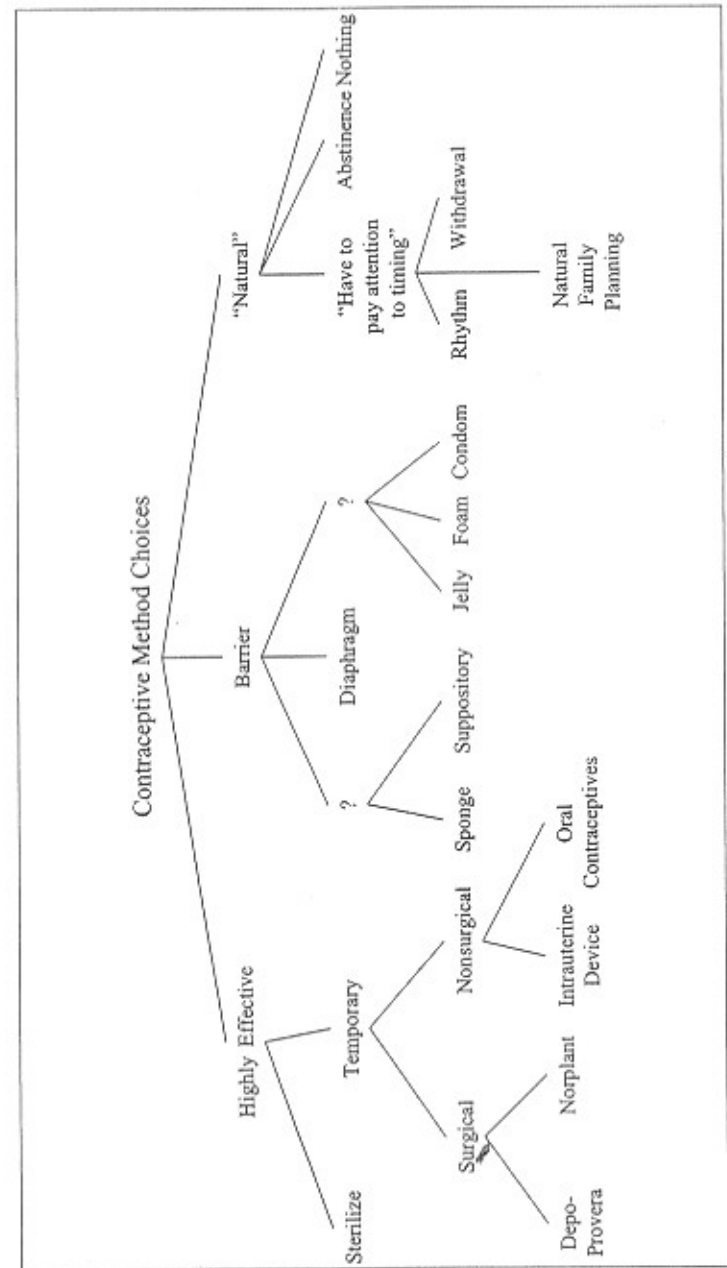 Contraceptive Method Choices
Highly Effective
Barrier
“Natural”
Sterilize
Temporary
?
Diaphragm
?
“Have to
pay attention
to timing”
Abstinence
Nothing
Surgical
Nonsurgical
Sponge
Suppository
Jelly
Foam
Condom
Rhythm
Withdrawal
Depo-
Provera
Norplant
Intrauterine
Device
Oral
Contraceptives
Natural
Family
Planning